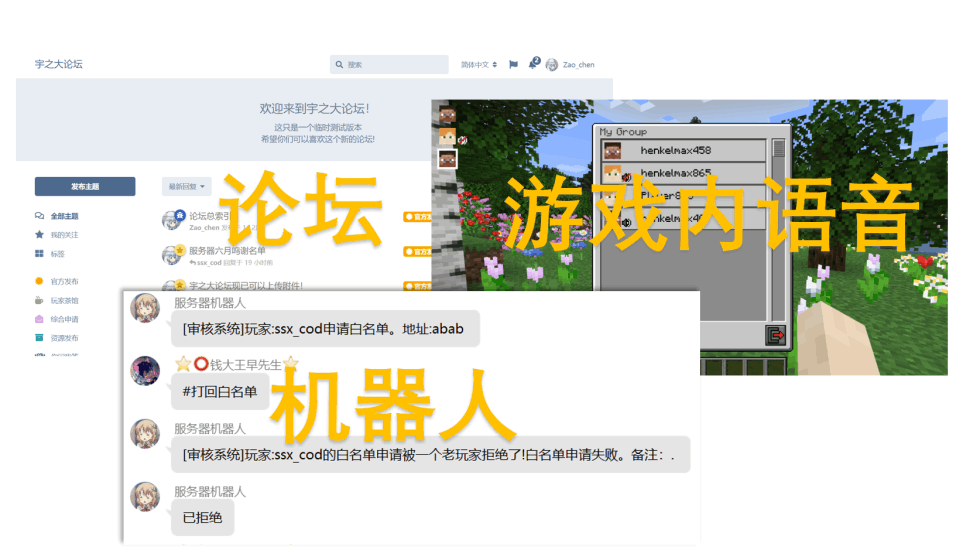 宇之大论坛
搜索
简体中文
2
Zao_chen
欢迎来到宇之大论坛!
这只是一个临时测试版本
希望你们可以喜欢这个新的论坛!
发布主题
最新回复
全部主题
我的关注
标签
官方发布
玩家茶馆
综合申请
资源发布
论坛总索引
Zao_chen
官方
服务器六月鸣谢名单
ssx_cod 回复于 19 小时前
官方
宇之大论坛现已可以上传附件!
官方
论坛
My Group
henkelmax458
henkelmax865
游戏内语音
服务器机器人
[审核系统]玩家:ssx_cod申请白名单。地址:abab
钱大王早先生
#打回白名单
机器人
服务器机器人
[审核系统]玩家:ssx_cod的白名单申请被一个老玩家拒绝了!白名单申请失败。备注：.
服务器机器人
已拒绝